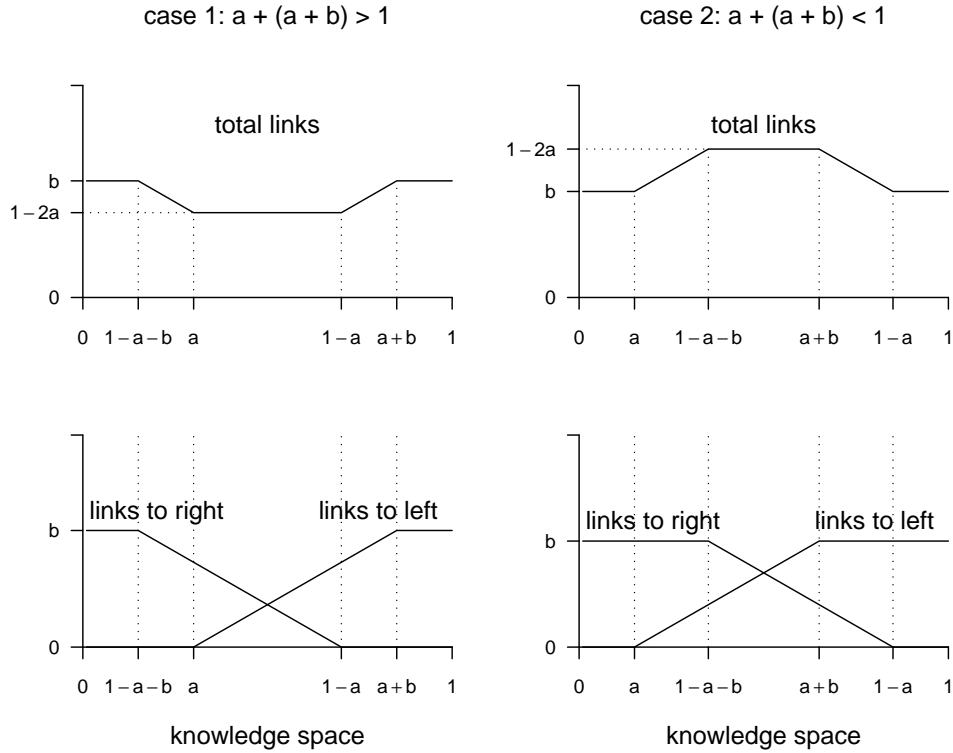 case 1: a + (a + b) > 1
case 2: a + (a + b) < 1
total links
b
1 − 2a
0
0 1 − a − b a 1 − a a + b 1
total links
1 − 2a
b
0
0 a 1 − a − b a + b 1 − a 1
links to right
links to left
b
0
0 1 − a − b a 1 − a a + b 1
knowledge space
links to right
links to left
b
0
0 a 1 − a − b a + b 1 − a 1
knowledge space